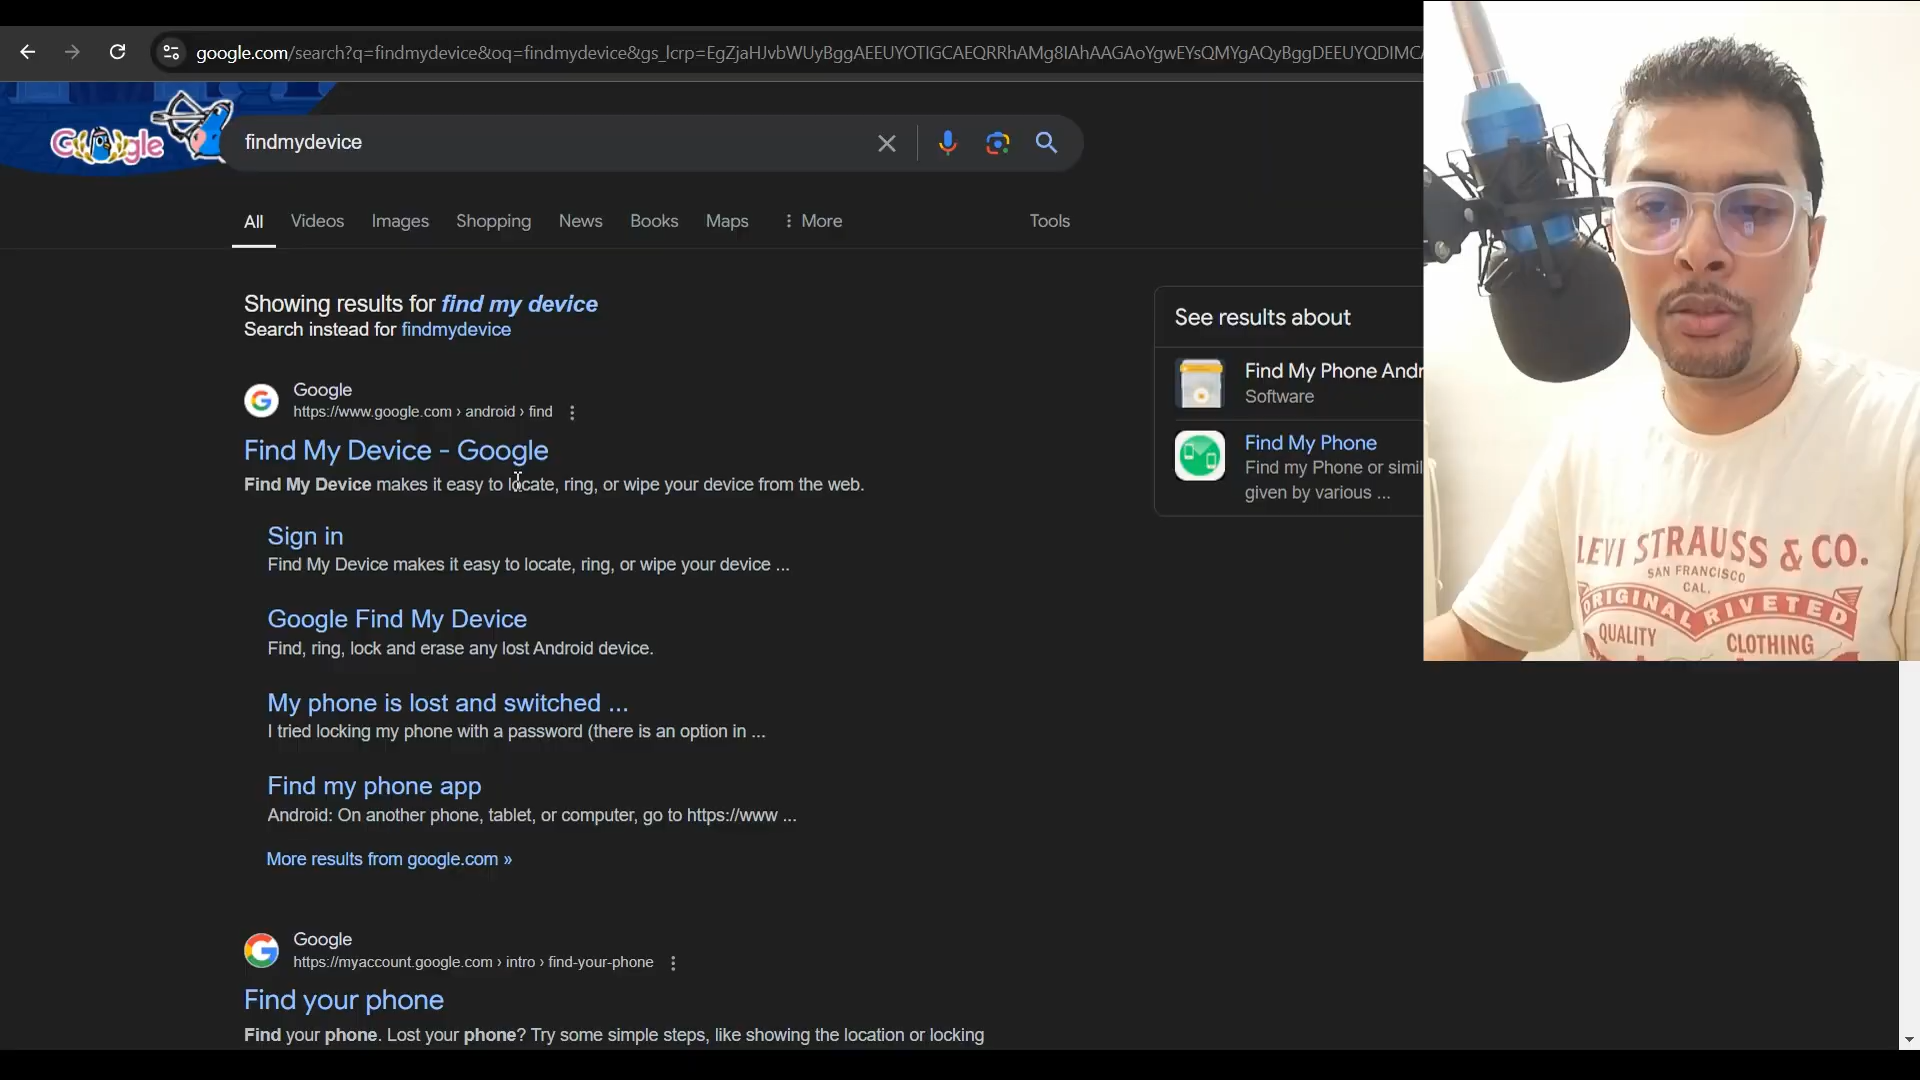 google.com/search?q=findmydevice&oq=findmydevice&gs_lcrp=EgZjaHJvbWUyBggAEEUYOTIGCAEQRRhAMg8IAhAAGAoYgwEYsQMYgAQyBggDEEUYQDIMCA
Google
findmydevice
All Videos Images Shopping News Books Maps More Tools
Showing results for find my device
Search instead for findmydevice
Google
https://www.google.com › android › find
Find My Device - Google
Find My Device makes it easy to locate, ring, or wipe your device from the web.
Sign in
Find My Device makes it easy to locate, ring, or wipe your device ...
Google Find My Device
Find, ring, lock and erase any lost Android device.
My phone is lost and switched ...
I tried locking my phone with a password (there is an option in ...
Find my phone app
Android: On another phone, tablet, or computer, go to https://www ...
More results from google.com »
Google
https://myaccount.google.com › intro › find-your-phone
Find your phone
Find your phone. Lost your phone? Try some simple steps, like showing the location or locking
See results about
Find My Phone Andr
Software
Find My Phone
Find my Phone or simil
given by various ...
LEVI STRAUSS & CO.
SAN FRANCISCO
CAL,
ORIGINAL RIVETED
QUALITY CLOTHING